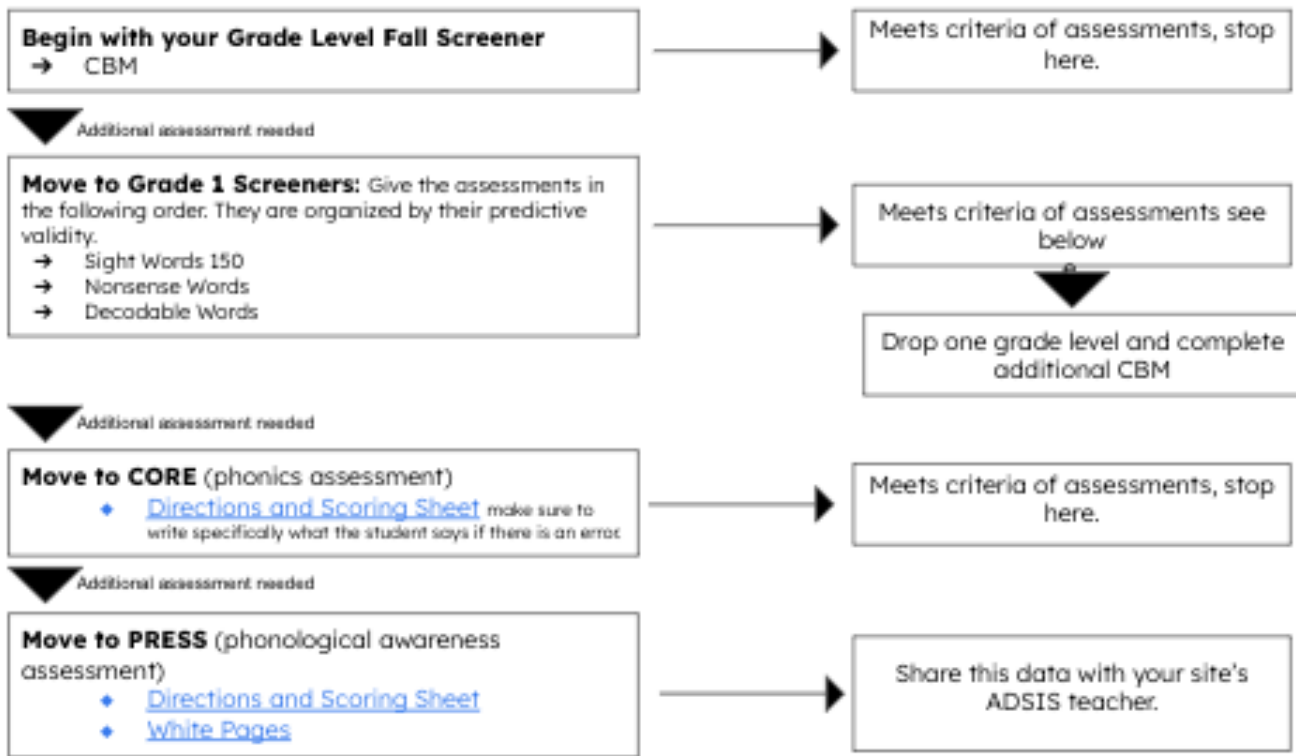 Begin with your Grade Level Fall Screener
→ CBM
Meets criteria of assessments, stop
here.
Additional assessment needed
Move to Grade 1 Screeners: Give the assessments in
the following order. They are organized by their predictive
validity.
→ Sight Words 150
→ Nonsense Words
→ Decodable Words
Meets criteria of assessments see
below
Drop one grade level and complete
additional CBM
Additional assessment needed
Move to CORE (phonics assessment)
◆ Directions and Scoring Sheet make sure to
write specifically what the student says if there is an error.
Meets criteria of assessments, stop
here.
Additional assessment needed
Move to PRESS (phonological awareness
assessment)
◆ Directions and Scoring Sheet
◆ White Pages
Share this data with your site's
ADSIS teacher.